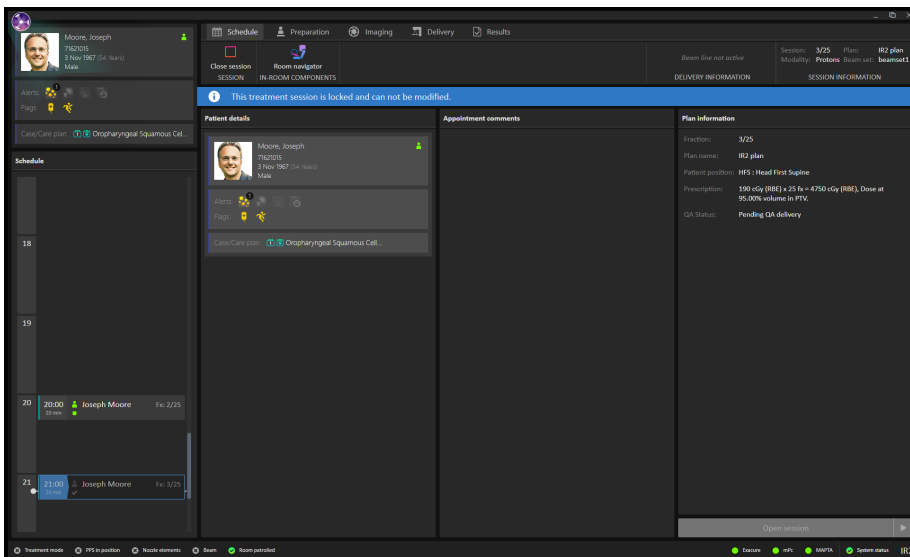 Moore, Joseph
71621015
3 Nov 1967 (54 Years)
Male
Alerts:
Flags:
Case/Care plan: Oropharyngeal Squamous Cell...
Schedule
18
19
20
20:00 Joseph Moore Fx: 2/25
30 min
21
21:00 Joseph Moore Fx: 3/25
30 min
Schedule Preparation Imaging Delivery Results
Close session Room navigator
SESSION IN-ROOM COMPONENTS
Beam line not active
DELIVERY INFORMATION
Session: 3/25 Plan: IR2 plan
Modality: Protons Beam set: beamset1
SESSION INFORMATION
This treatment session is locked and can not be modified.
Patient details
Moore, Joseph
71621015
3 Nov 1967 (54 Years)
Male
Alerts:
Flags:
Case/Care plan: Oropharyngeal Squamous Cell...
Appointment comments
Plan information
Fraction: 3/25
Plan name: IR2 plan
Patient position: HFS : Head First Supine
Prescription: 190 cGy (RBE) x 25 fx = 4750 cGy (RBE), Dose at
95.00% volume in PTV.
QA Status: Pending QA delivery
Open session
Treatment mode PPS in position Nozzle elements Beam Room patrolled
Exacure mPc MAPTA System status IR